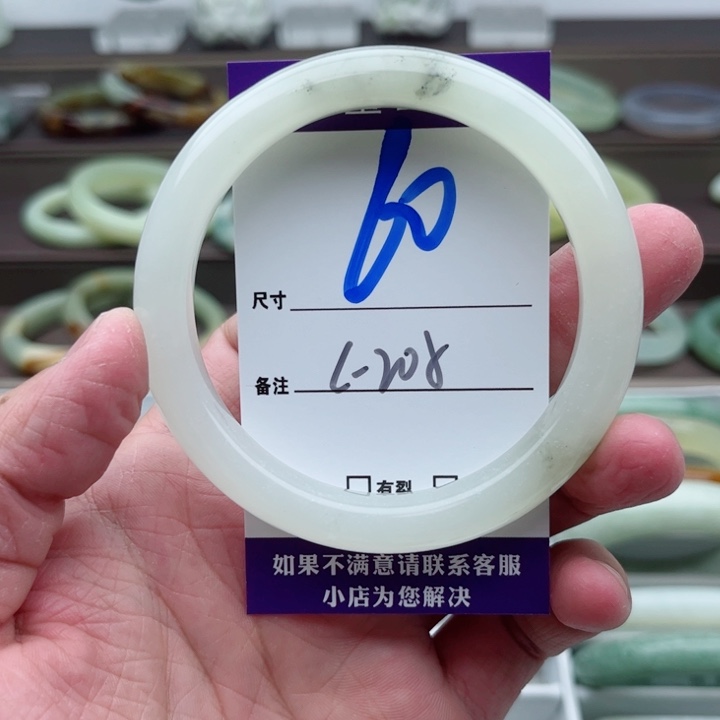 60
尺寸
备注 L-208
有裂
如果不满意请联系客服
小店为您解决